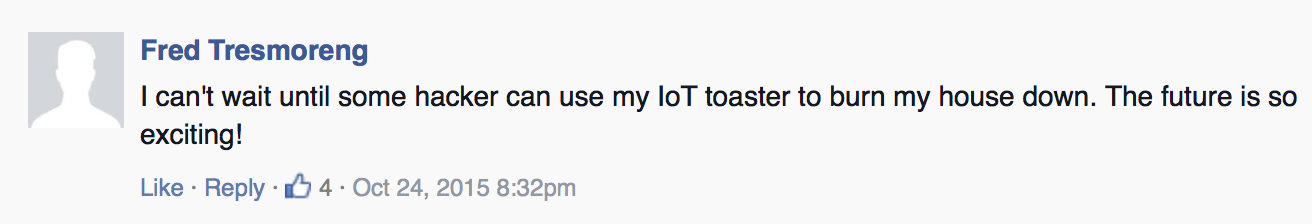 Fred Tresmoreng
I can't wait until some hacker can use my IoT toaster to burn my house down. The future is so
exciting!
Like · Reply · 4 · Oct 24, 2015 8:32pm